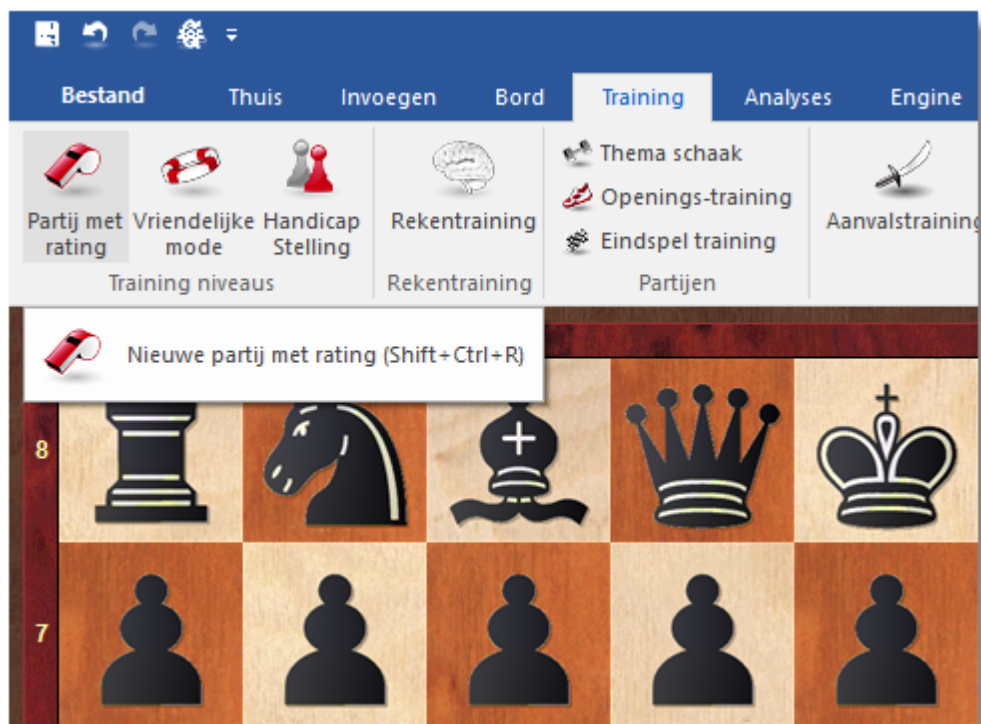 Bestand Thuis Invoegen Bord Training Analyses Engine
Partij met rating
Vriendelijke mode
Handicap Stelling
Training niveaus
Rekentraining
Rekentraining
Thema schaak
Openings-training
Eindspel training
Partijen
Aanvalstraining
Nieuwe partij met rating (Shift+Ctrl+R)
8
7